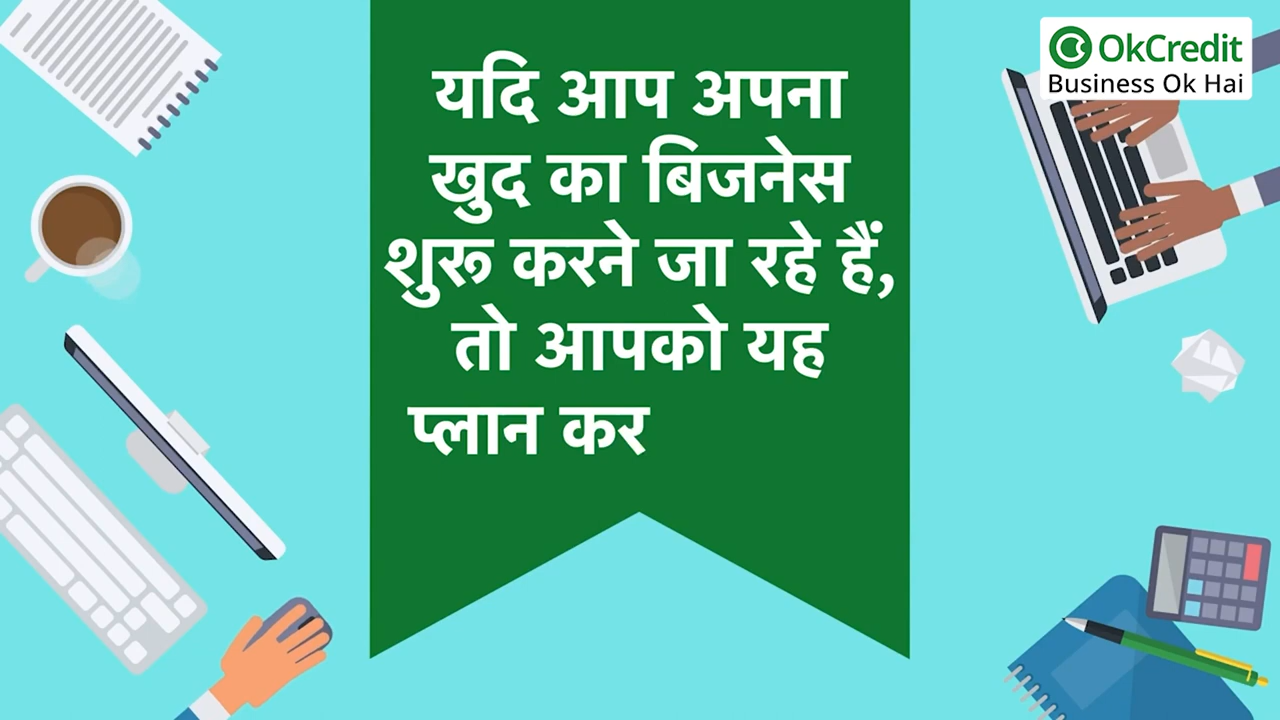 OkCredit
Business Ok Hai
यदि आप अपना
खुद का बिजनेस
शुरू करने जा रहे हैं,
तो आपको यह
प्लान कर